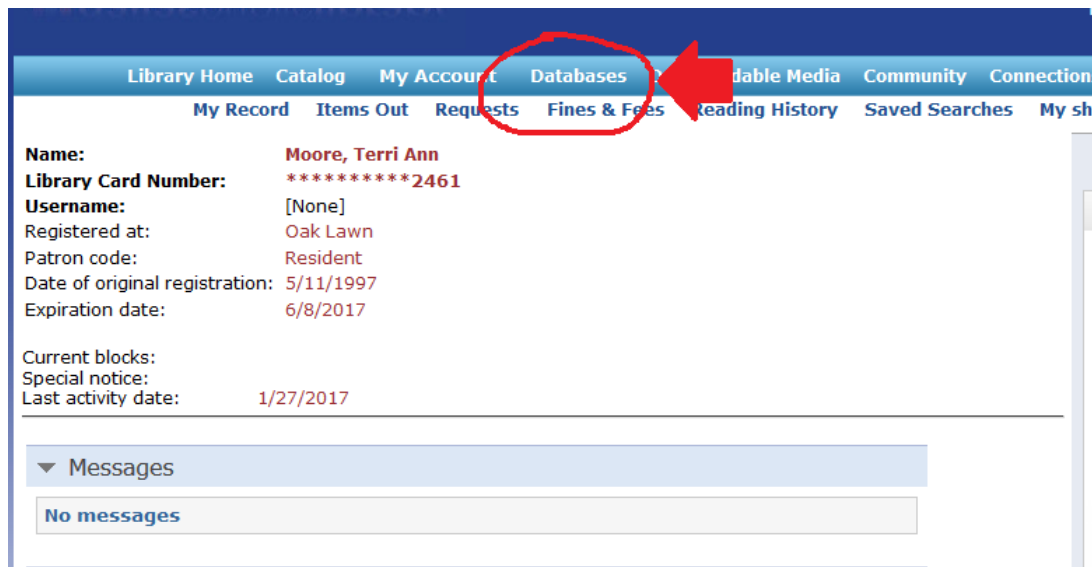 Library Home Catalog My Account Databases dable Media Community Connection
My Record Items Out Requests Fines & Fees Reading History Saved Searches My sh
Name: Moore, Terri Ann
Library Card Number: **********2461
Username: [None]
Registered at: Oak Lawn
Patron code: Resident
Date of original registration: 5/11/1997
Expiration date: 6/8/2017
Current blocks:
Special notice:
Last activity date: 1/27/2017
Messages
No messages